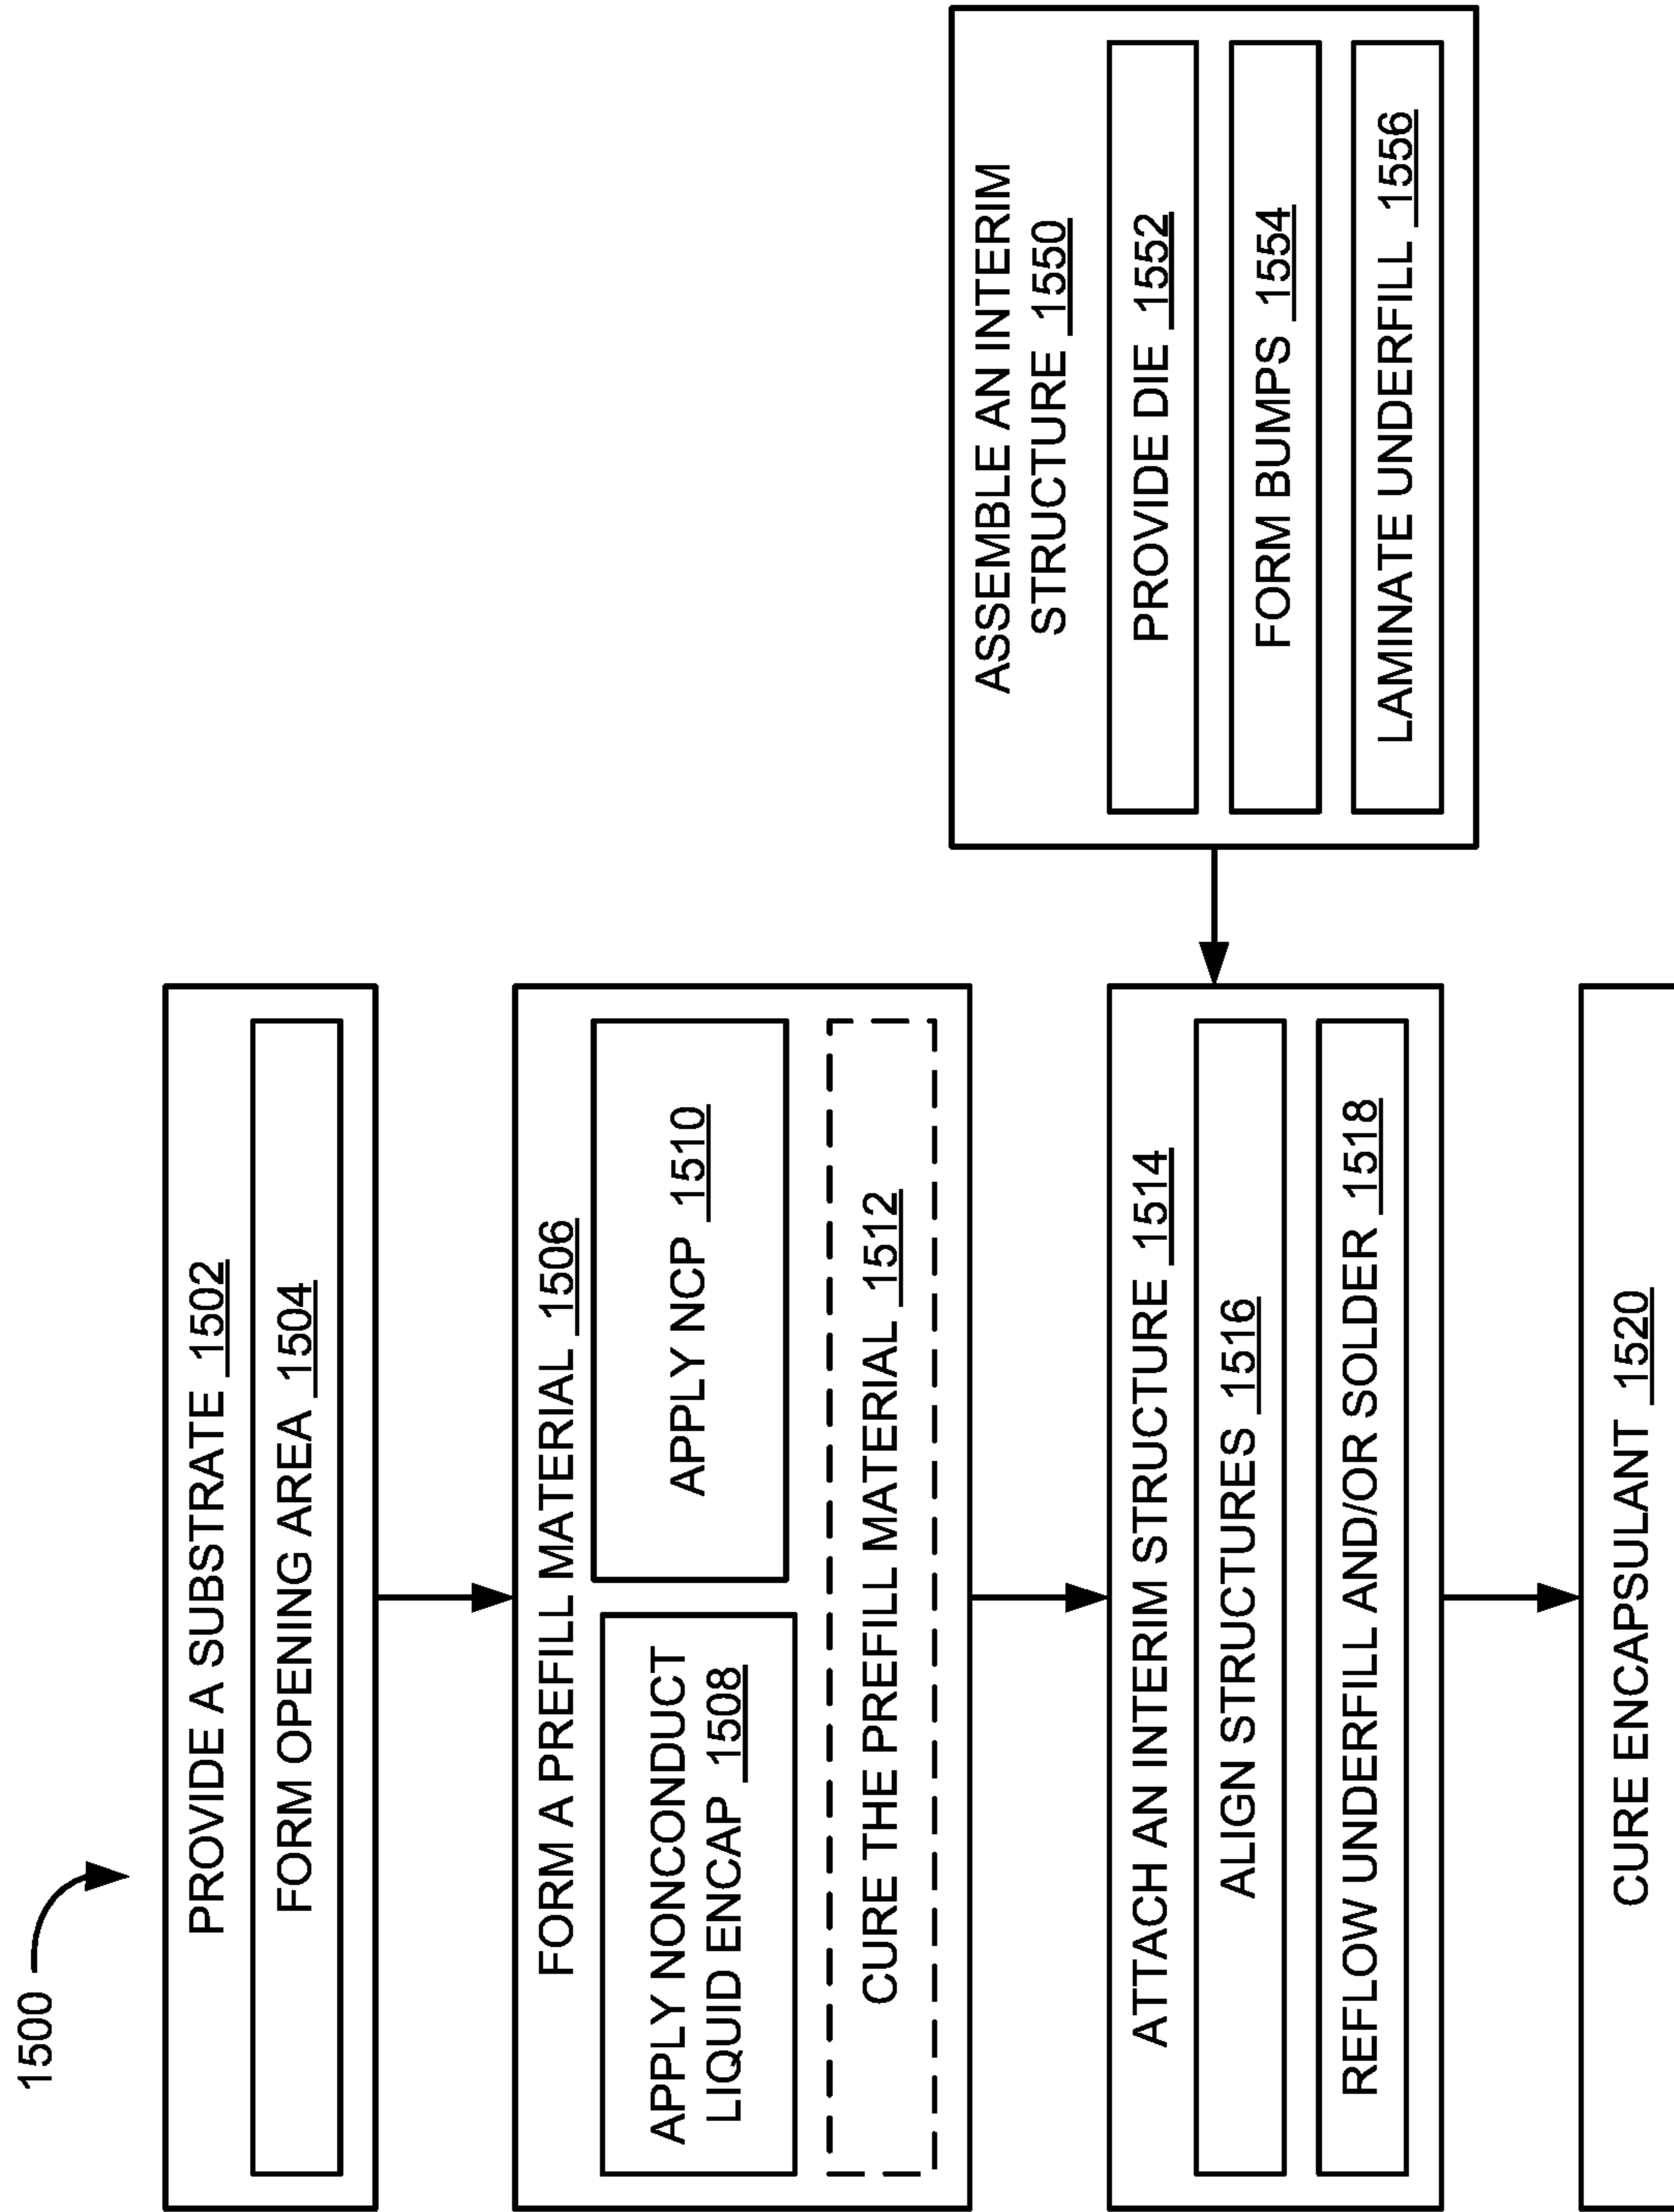 1500
PROVIDE A SUBSTRATE 1502
FORM OPENING AREA 1504
FORM A PREFILL MATERIAL 1506
APPLY NONCONDUCT
LIQUID ENCAP 1508
APPLY NCP 1510
CURE THE PREFILL MATERIAL 1512
ATTACH AN INTERIM STRUCTURE 1514
ALIGN STRUCTURES 1516
REFLOW UNDERFILL AND/OR SOLDER 1518
ASSEMBLE AN INTERIM
STRUCTURE 1550
PROVIDE DIE 1552
FORM BUMPS 1554
LAMINATE UNDERFILL 1556
CURE ENCAPSULANT 1520